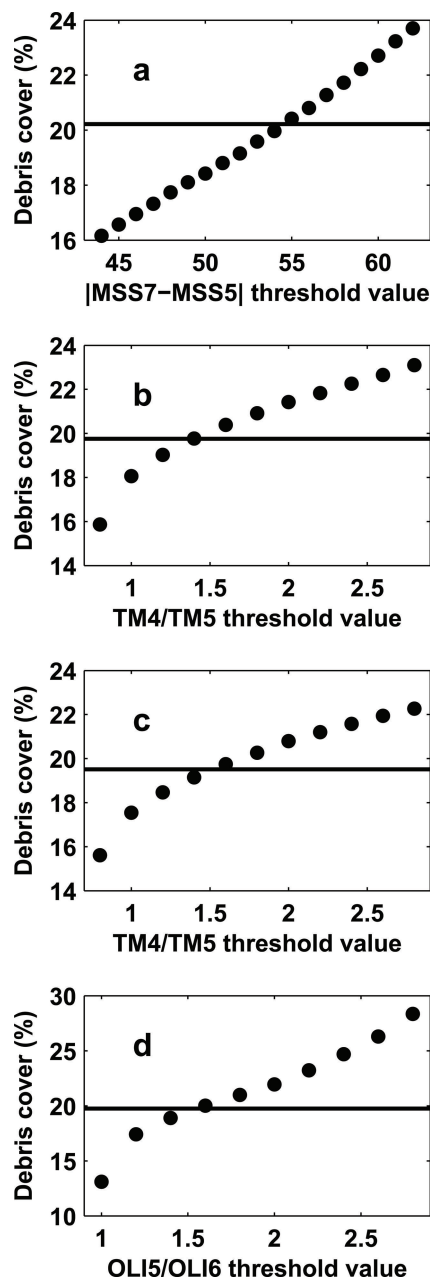 24
22
20
18
16
Debris cover (%)
a
45 50 55 60
|MSS7−MSS5| threshold value
24
22
20
18
16
14
Debris cover (%)
b
1 1.5 2 2.5
TM4/TM5 threshold value
24
22
20
18
16
14
Debris cover (%)
c
1 1.5 2 2.5
TM4/TM5 threshold value
30
25
20
15
10
Debris cover (%)
d
1 1.5 2 2.5
OLI5/OLI6 threshold value